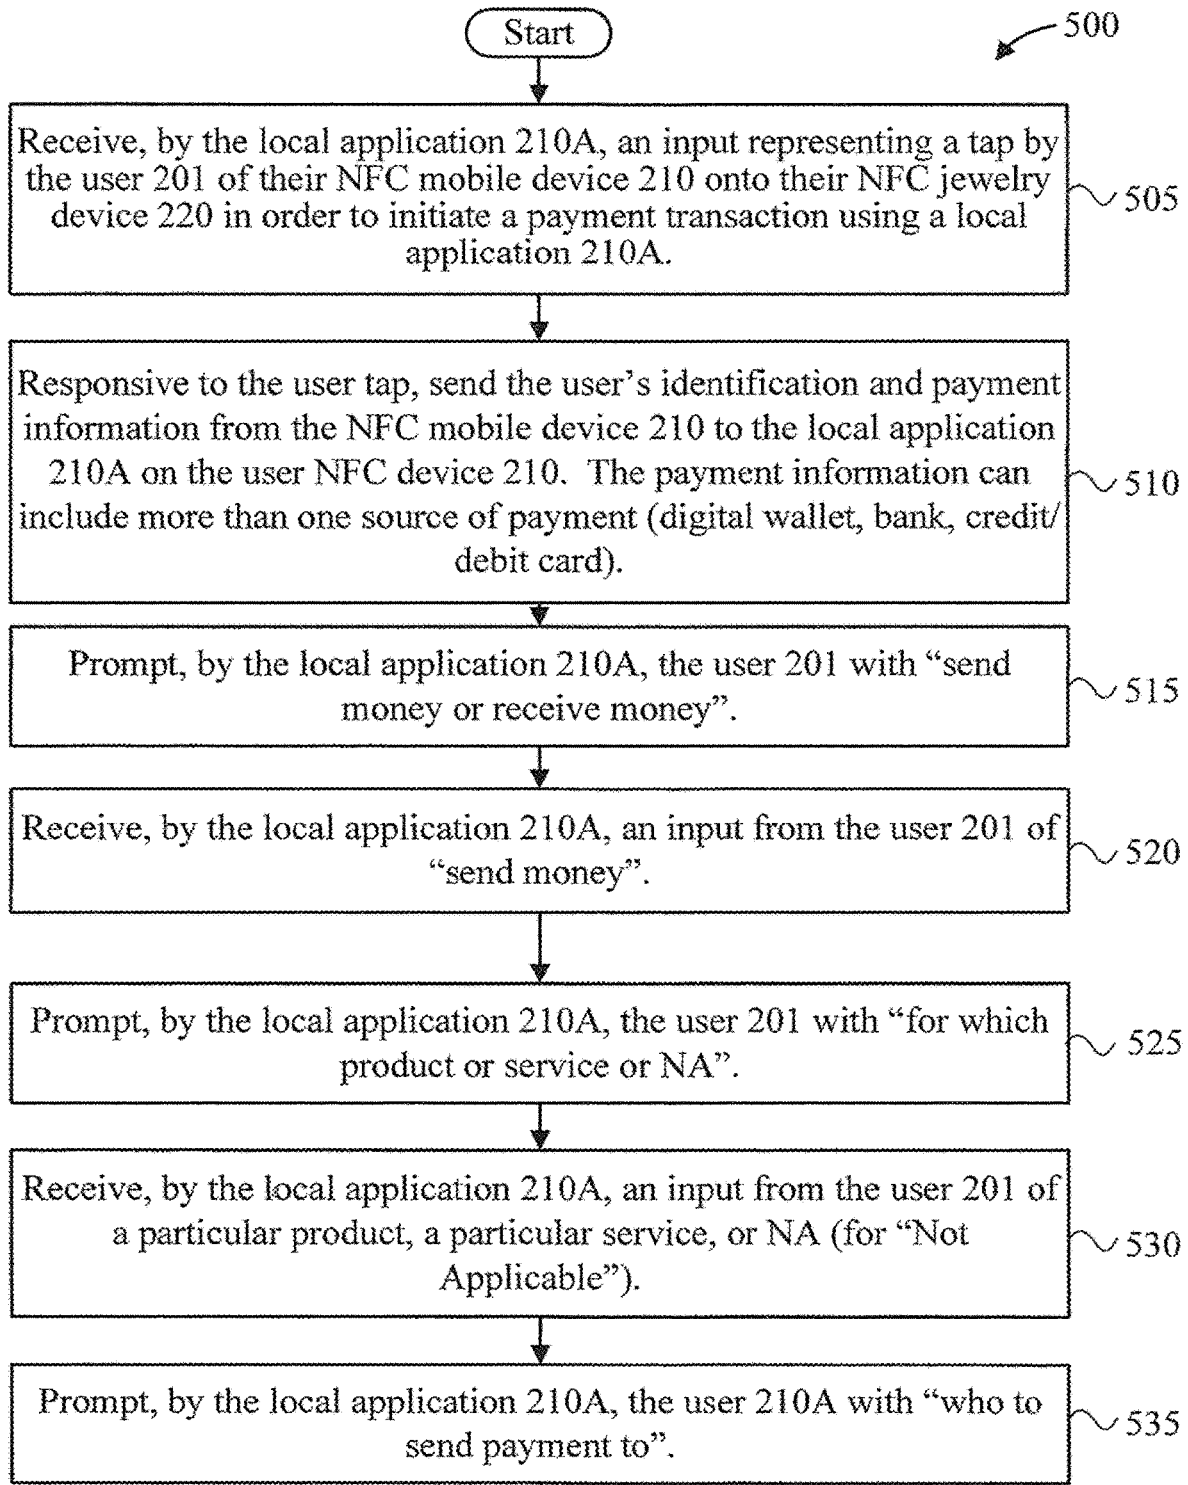 Start
500
Receive, by the local application 210A, an input representing a tap by
the user 201 of their NFC mobile device 210 onto their NFC jewelry
device 220 in order to initiate a payment transaction using a local
application 210A.
505
Responsive to the user tap, send the user’s identification and payment
information from the NFC mobile device 210 to the local application
210A on the user NFC device 210.  The payment information can
include more than one source of payment (digital wallet, bank, credit/
debit card).
510
Prompt, by the local application 210A, the user 201 with “send
money or receive money”.
515
Receive, by the local application 210A, an input from the user 201 of
“send money”.
520
Prompt, by the local application 210A, the user 201 with “for which
product or service or NA”.
525
Receive, by the local application 210A, an input from the user 201 of
a particular product, a particular service, or NA (for “Not
Applicable”).
530
Prompt, by the local application 210A, the user 210A with “who to
send payment to”.
535